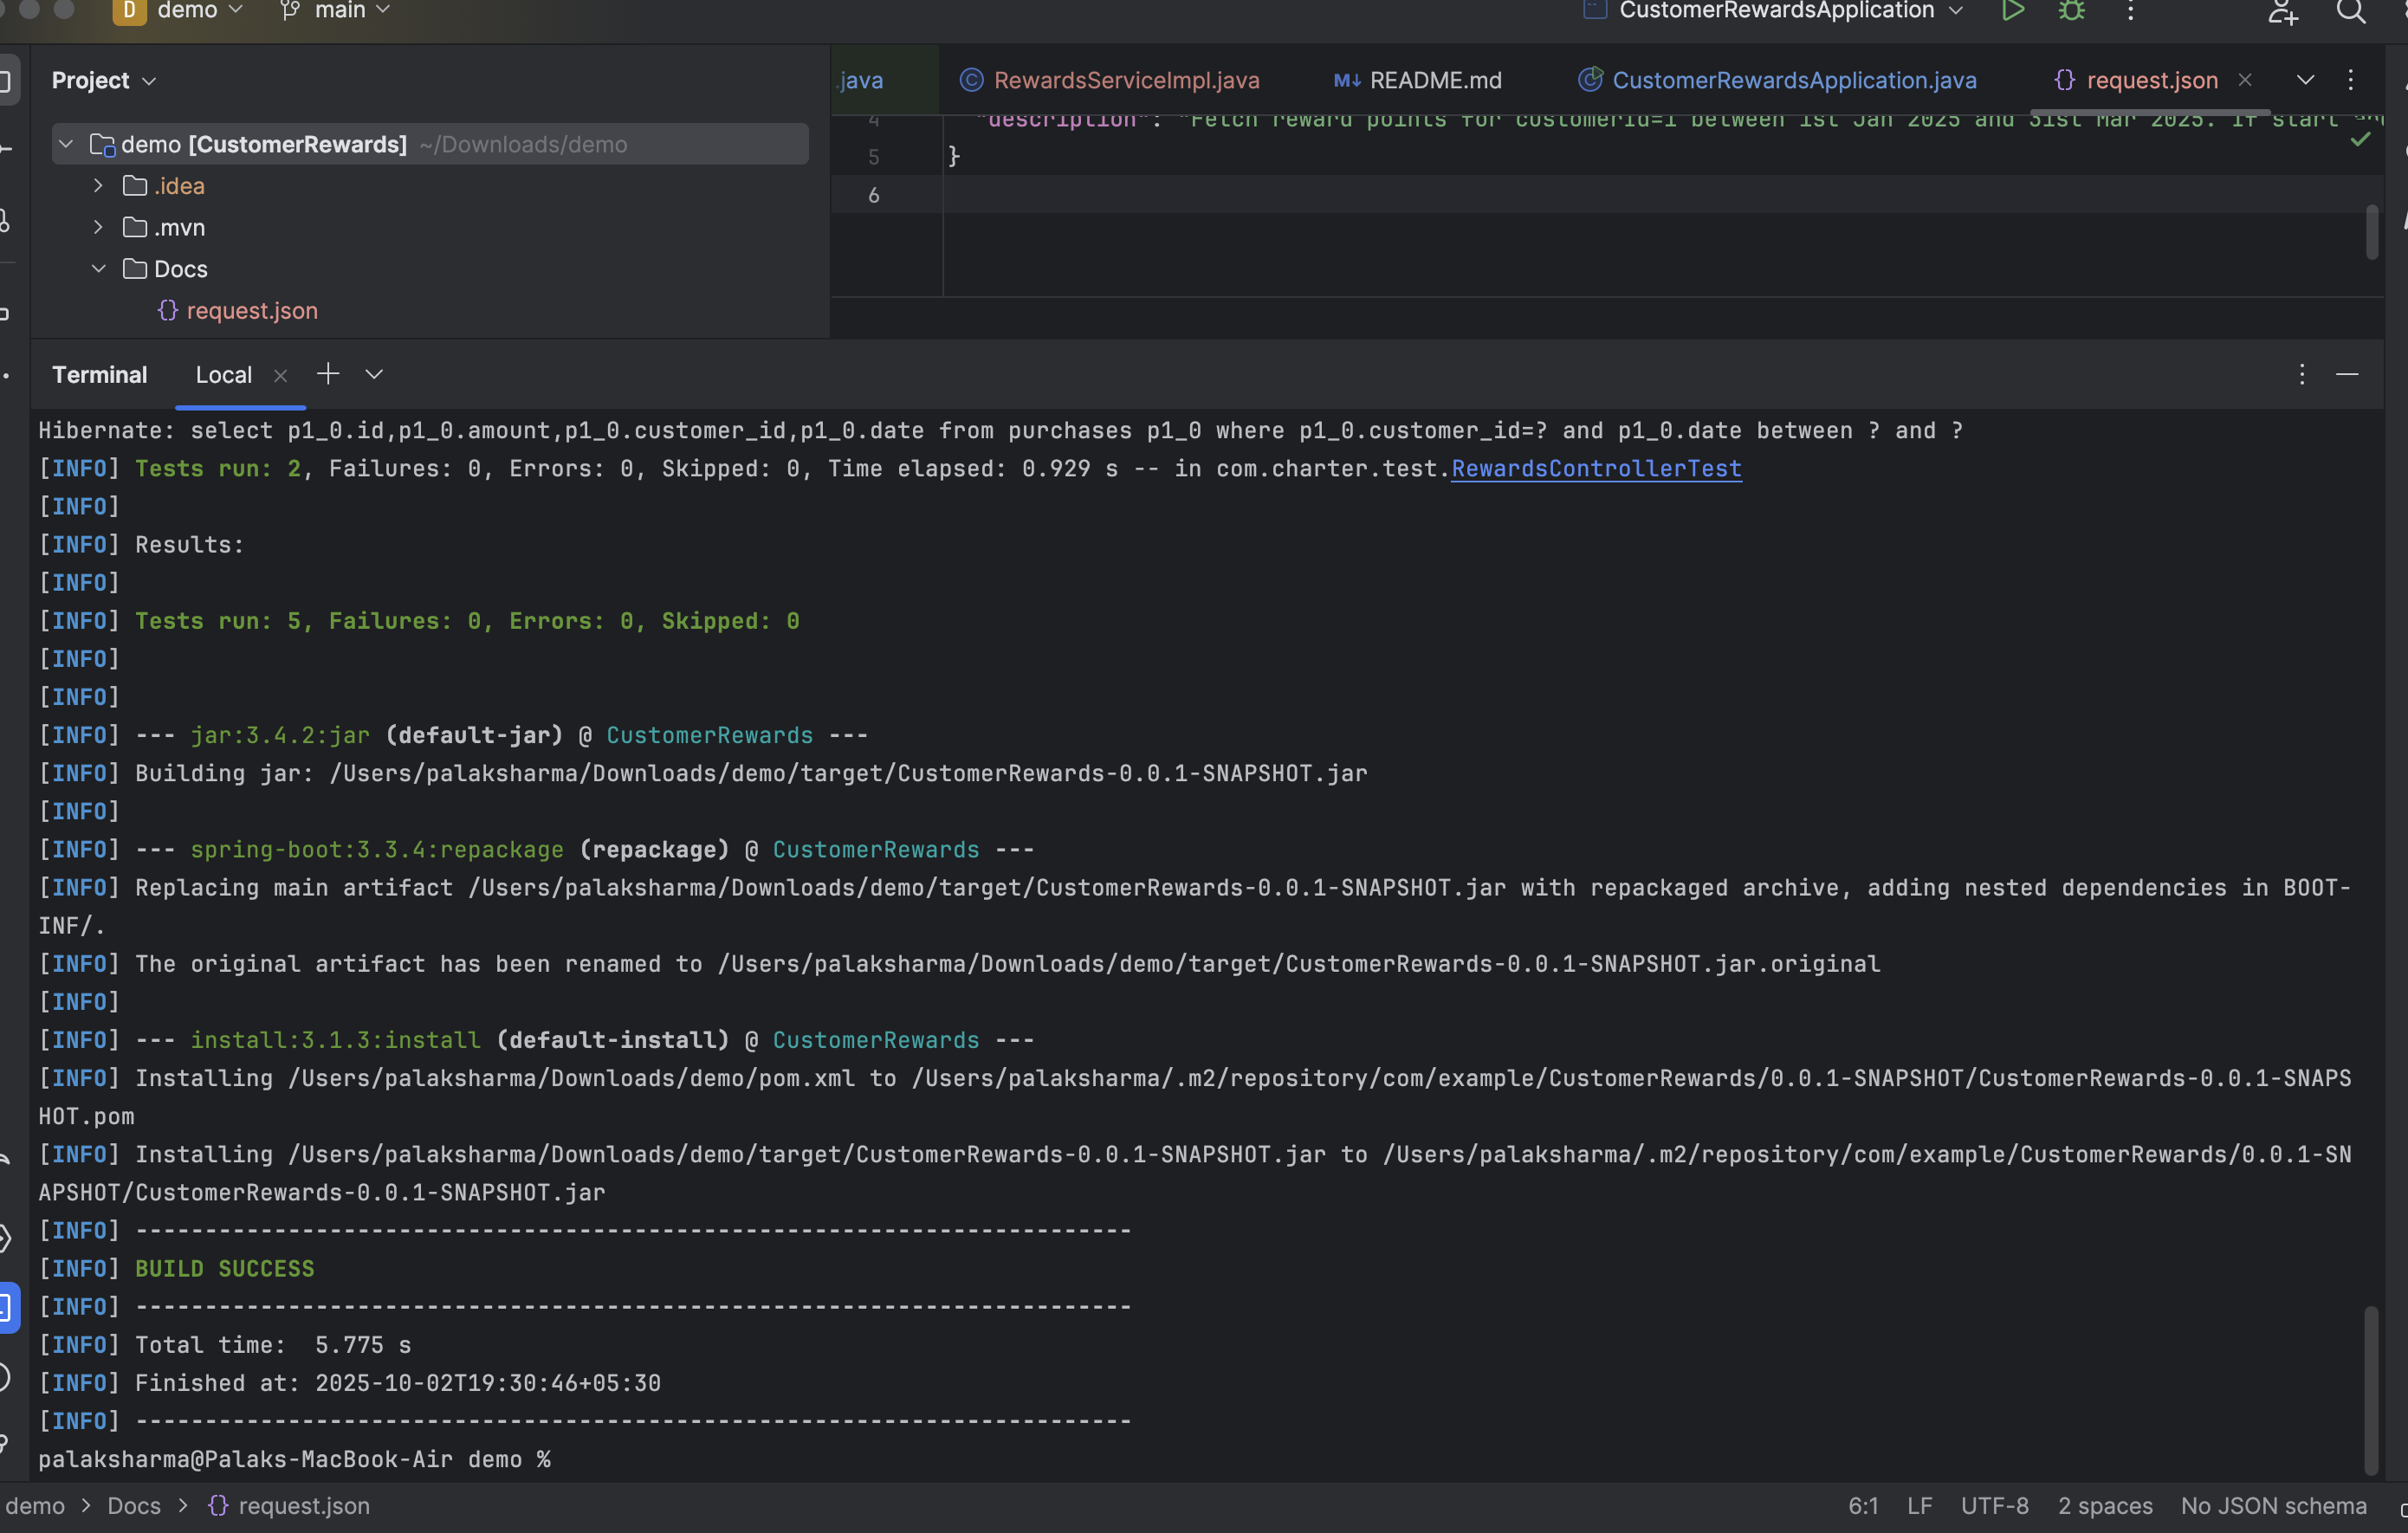 D demo main CustomerRewardsApplication
Project
.java RewardsServiceImpl.java M↓ README.md CustomerRewardsApplication.java {} request.json
demo [CustomerRewards] ~/Downloads/demo
.idea
.mvn
Docs
{} request.json
4 "description": "Fetch reward points for customerId=1 between 1st Jan 2025 and 31st Mar 2025. If start
5 }
6
Terminal Local
Hibernate: select p1_0.id,p1_0.amount,p1_0.customer_id,p1_0.date from purchases p1_0 where p1_0.customer_id=? and p1_0.date between ? and ?
[INFO] Tests run: 2, Failures: 0, Errors: 0, Skipped: 0, Time elapsed: 0.929 s -- in com.charter.test.RewardsControllerTest
[INFO]
[INFO] Results:
[INFO]
[INFO] Tests run: 5, Failures: 0, Errors: 0, Skipped: 0
[INFO]
[INFO]
[INFO] --- jar:3.4.2:jar (default-jar) @ CustomerRewards ---
[INFO] Building jar: /Users/palaksharma/Downloads/demo/target/CustomerRewards-0.0.1-SNAPSHOT.jar
[INFO]
[INFO] --- spring-boot:3.3.4:repackage (repackage) @ CustomerRewards ---
[INFO] Replacing main artifact /Users/palaksharma/Downloads/demo/target/CustomerRewards-0.0.1-SNAPSHOT.jar with repackaged archive, adding nested dependencies in BOOT-
INF/.
[INFO] The original artifact has been renamed to /Users/palaksharma/Downloads/demo/target/CustomerRewards-0.0.1-SNAPSHOT.jar.original
[INFO]
[INFO] --- install:3.1.3:install (default-install) @ CustomerRewards ---
[INFO] Installing /Users/palaksharma/Downloads/demo/pom.xml to /Users/palaksharma/.m2/repository/com/example/CustomerRewards/0.0.1-SNAPSHOT/CustomerRewards-0.0.1-SNAPS
HOT.pom
[INFO] Installing /Users/palaksharma/Downloads/demo/target/CustomerRewards-0.0.1-SNAPSHOT.jar to /Users/palaksharma/.m2/repository/com/example/CustomerRewards/0.0.1-SN
APSHOT/CustomerRewards-0.0.1-SNAPSHOT.jar
[INFO] ------------------------------------------------------------------------
[INFO] BUILD SUCCESS
[INFO] ------------------------------------------------------------------------
[INFO] Total time:  5.775 s
[INFO] Finished at: 2025-10-02T19:30:46+05:30
[INFO] ------------------------------------------------------------------------
palaksharma@Palaks-MacBook-Air demo %
demo > Docs > {} request.json 6:1 LF UTF-8 2 spaces No JSON schema